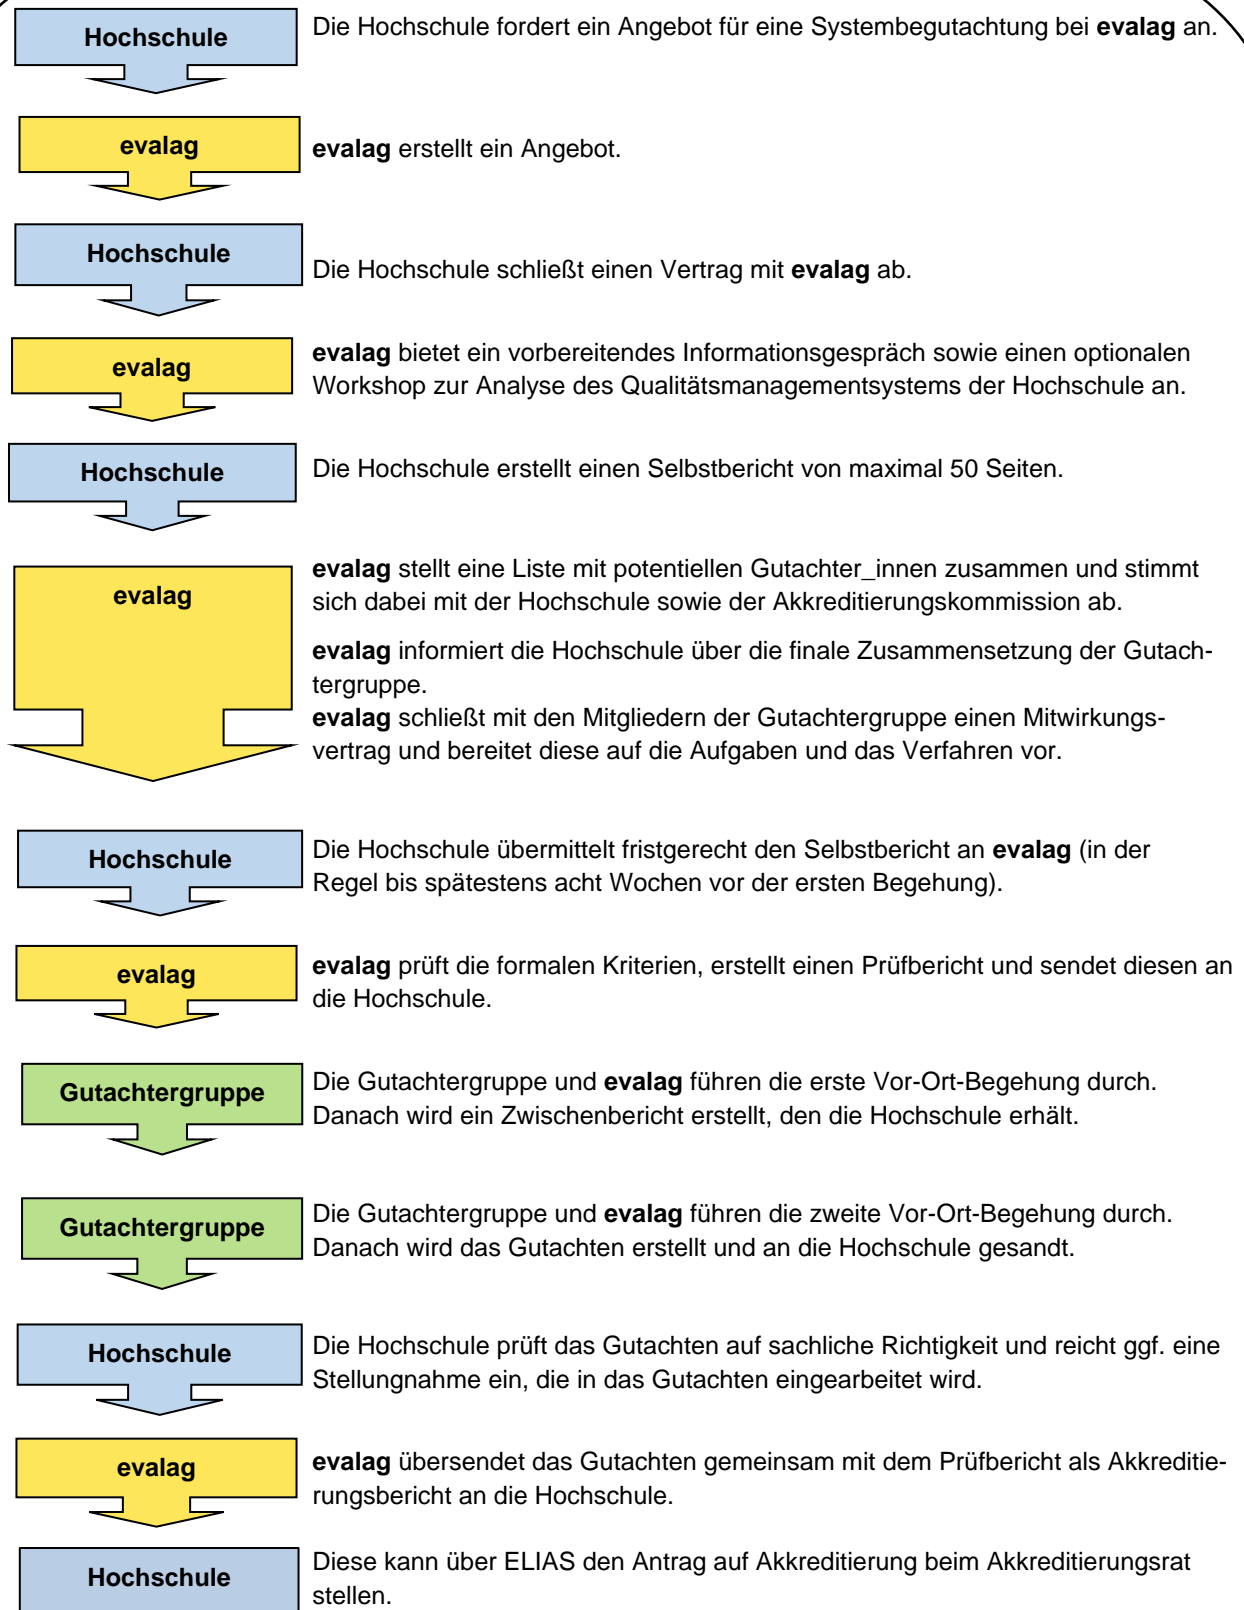 Hochschule
Die Hochschule fordert ein Angebot für eine Systembegutachtung bei evalag an.
evalag
evalag erstellt ein Angebot.
Hochschule
Die Hochschule schließt einen Vertrag mit evalag ab.
evalag
evalag bietet ein vorbereitendes Informationsgespräch sowie einen optionalen
Workshop zur Analyse des Qualitätsmanagementsystems der Hochschule an.
Hochschule
Die Hochschule erstellt einen Selbstbericht von maximal 50 Seiten.
evalag
evalag stellt eine Liste mit potentiellen Gutachter_innen zusammen und stimmt
sich dabei mit der Hochschule sowie der Akkreditierungskommission ab.
evalag informiert die Hochschule über die finale Zusammensetzung der Gutach-
tergruppe.
evalag schließt mit den Mitgliedern der Gutachtergruppe einen Mitwirkungs-
vertrag und bereitet diese auf die Aufgaben und das Verfahren vor.
Hochschule
Die Hochschule übermittelt fristgerecht den Selbstbericht an evalag (in der
Regel bis spätestens acht Wochen vor der ersten Begehung).
evalag
evalag prüft die formalen Kriterien, erstellt einen Prüfbericht und sendet diesen an
die Hochschule.
Gutachtergruppe
Die Gutachtergruppe und evalag führen die erste Vor-Ort-Begehung durch.
Danach wird ein Zwischenbericht erstellt, den die Hochschule erhält.
Gutachtergruppe
Die Gutachtergruppe und evalag führen die zweite Vor-Ort-Begehung durch.
Danach wird das Gutachten erstellt und an die Hochschule gesandt.
Hochschule
Die Hochschule prüft das Gutachten auf sachliche Richtigkeit und reicht ggf. eine
Stellungnahme ein, die in das Gutachten eingearbeitet wird.
evalag
evalag übersendet das Gutachten gemeinsam mit dem Prüfbericht als Akkreditie-
rungsbericht an die Hochschule.
Hochschule
Diese kann über ELIAS den Antrag auf Akkreditierung beim Akkreditierungsrat
stellen.